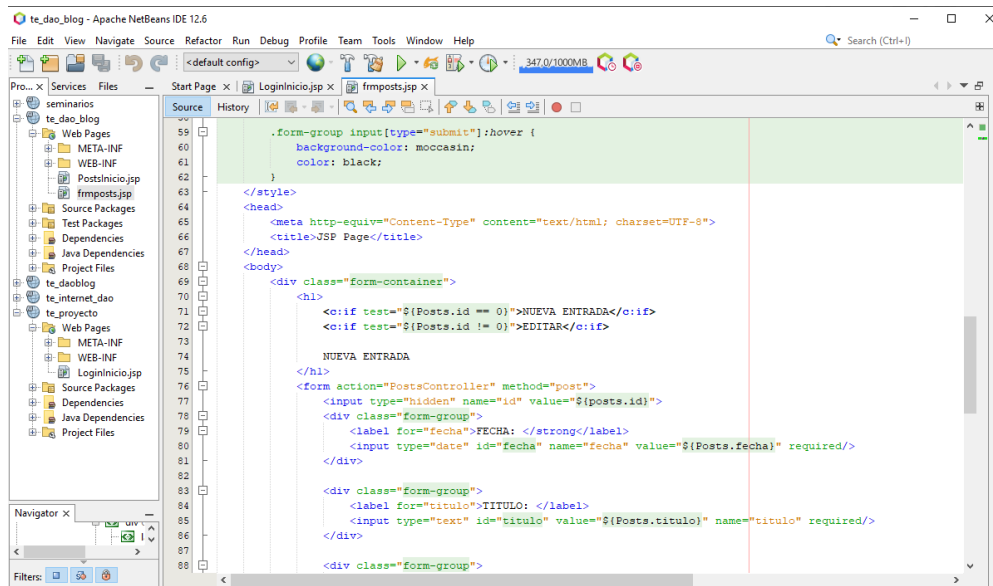 te_dao_blog - Apache NetBeans IDE 12.6
File Edit View Navigate Source Refactor Run Debug Profile Team Tools Window Help
Search (Ctrl+I)
<default config>
347,0/1000MB
Pro... Services Files
Start Page LoginInicio.jsp frmposts.jsp
Source History
seminarios
te_dao_blog
Web Pages
META-INF
WEB-INF
PostsInicio.jsp
frmposts.jsp
Source Packages
Test Packages
Dependencies
Java Dependencies
Project Files
te_daoblog
te_internet_dao
te_proyecto
Web Pages
META-INF
WEB-INF
LoginInicio.jsp
Source Packages
Dependencies
Java Dependencies
Project Files
Navigator
div
Filters:
59 .form-group input[type="submit"]:hover {
60 background-color: moccasin;
61 color: black;
62 }
63 </style>
64 <head>
65 <meta http-equiv="Content-Type" content="text/html; charset=UTF-8">
66 <title>JSP Page</title>
67 </head>
68 <body>
69 <div class="form-container">
70 <h1>
71 <c:if test="${Posts.id == 0}">NUEVA ENTRADA</c:if>
72 <c:if test="${Posts.id != 0}">EDITAR</c:if>
73
74 NUEVA ENTRADA
75 </h1>
76 <form action="PostsController" method="post">
77 <input type="hidden" name="id" value="${posts.id}">
78 <div class="form-group">
79 <label for="fecha">FECHA: </strong</label>
80 <input type="date" id="fecha" name="fecha" value="${Posts.fecha}" required/>
81 </div>
82
83 <div class="form-group">
84 <label for="titulo">TITULO: </label>
85 <input type="text" id="titulo" value="${Posts.titulo}" name="titulo" required/>
86 </div>
87
88 <div class="form-group">